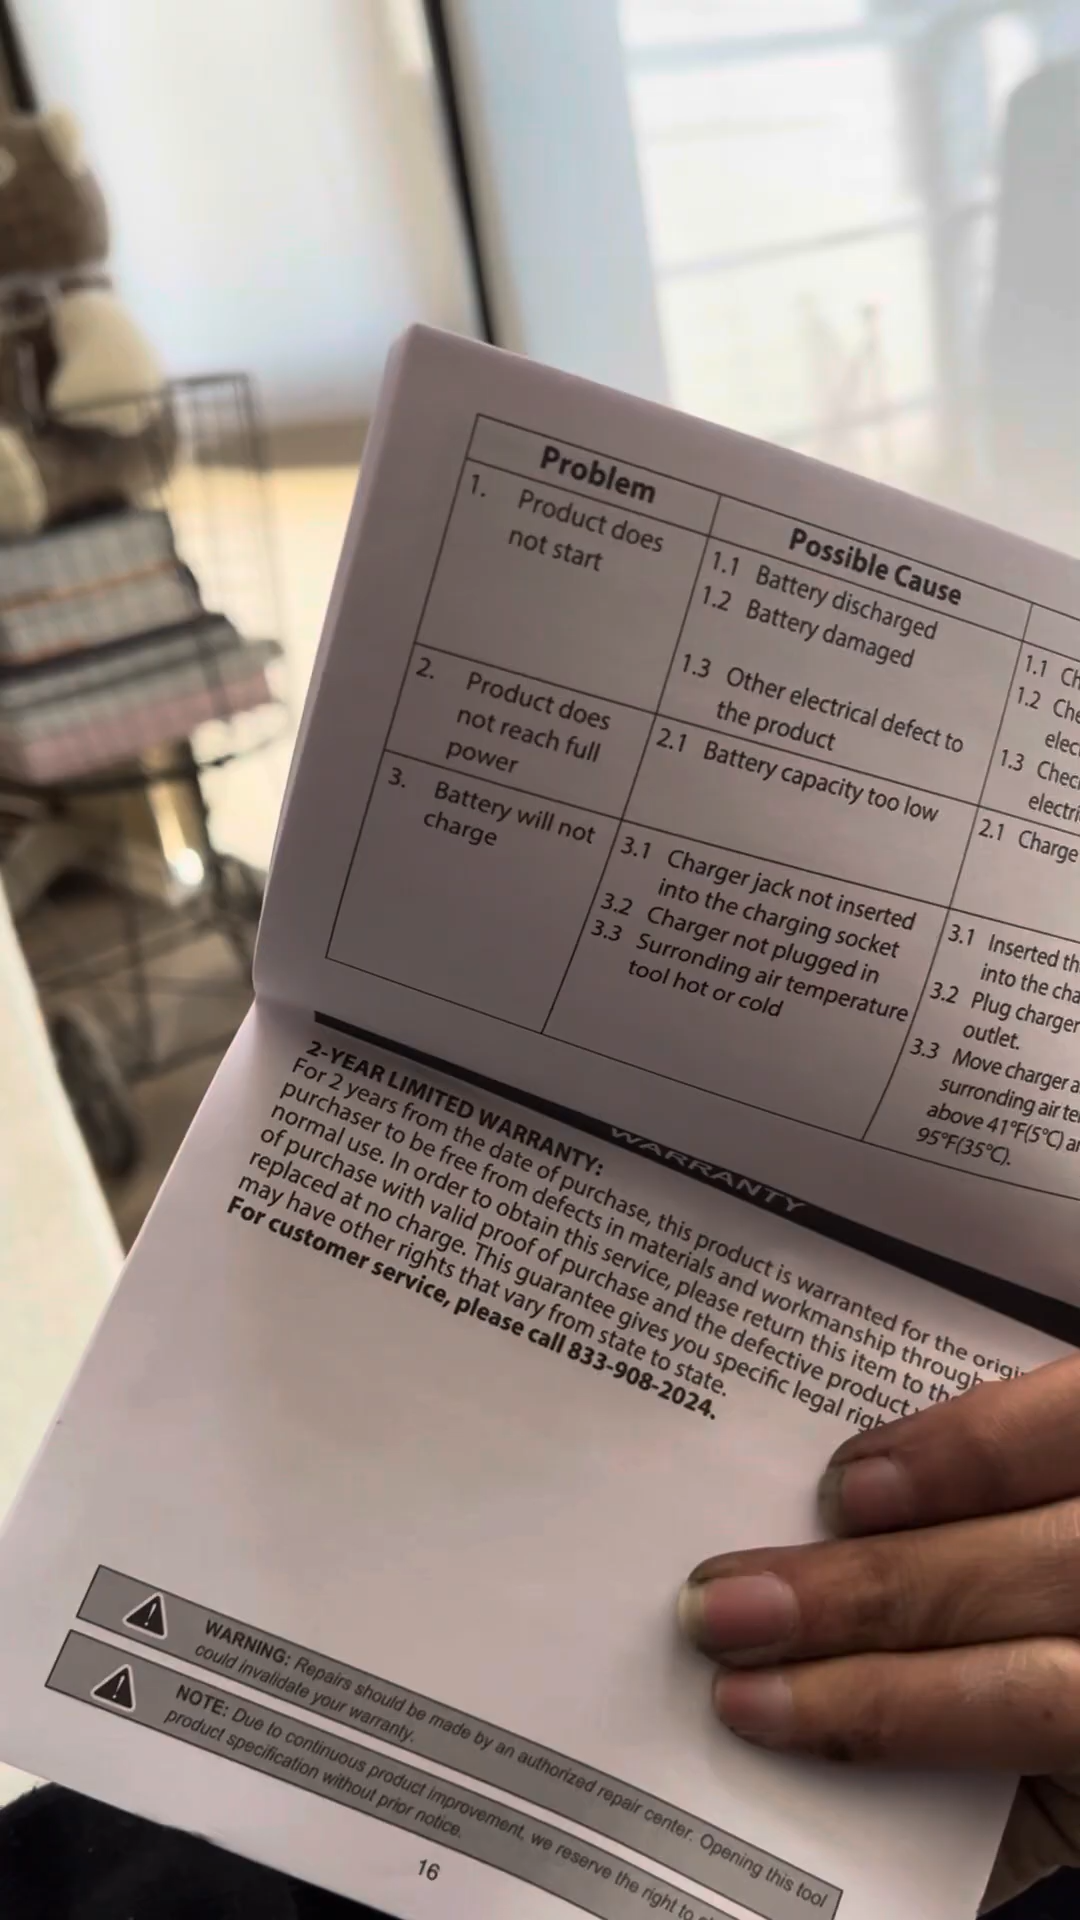 Problem
Possible Cause
1. Product does
not start
1.1 Battery discharged
1.2 Battery damaged
1.3 Other electrical defect to
the product
1.1
1.2
1.3
2. Product does
not reach full
power
2.1 Battery capacity too low
2.1 Charge
3. Battery will not
charge
3.1 Charger jack not inserted
into the charging socket
3.2 Charger not plugged in
3.3 Surronding air temperature
tool hot or cold
3.1 Inserted
into the
3.2 Plug charger
outlet.
3.3 Move charger
surronding air
above 41°F(5°C)
95°F(35°C).
WARRANTY
2-YEAR LIMITED WARRANTY:
For 2 years from the date of purchase, this product is warranted for the
purchaser to be free from defects in materials and workmanship through
normal use. In order to obtain this service, please return this item to
of purchase with valid proof of purchase and the defective product
replaced at no charge. This guarantee gives you specific legal
may have other rights that vary from state to state.
For customer service, please call 833-908-2024.
WARNING: Repairs should be made by an authorized repair center. Opening this tool
could invalidate your warranty.
NOTE: Due to continuous product improvement, we reserve the right to
product specification without prior notice.
16